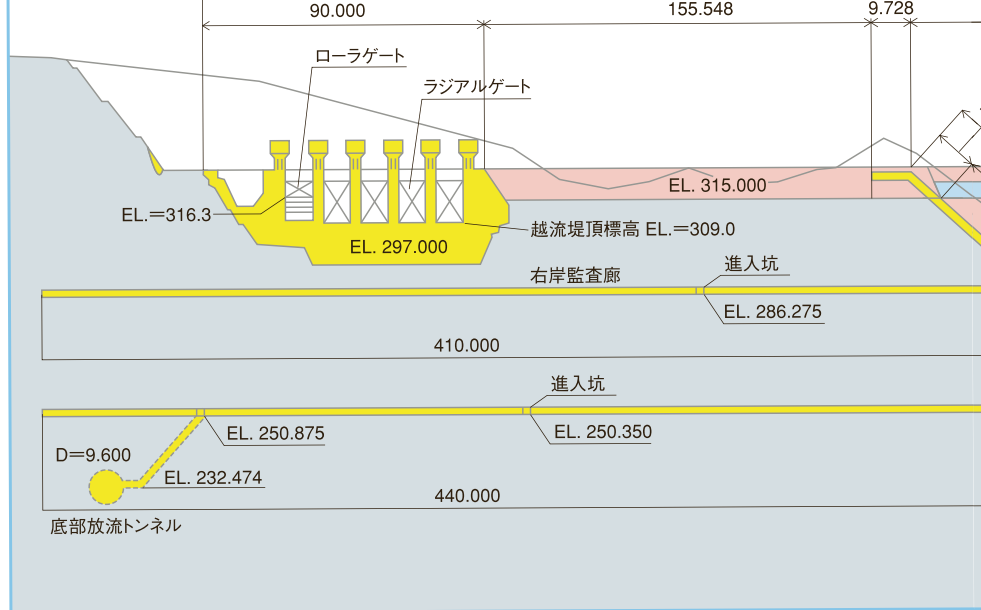 90.000
155.548
9.728
ローラゲート
ラジアルゲート
EL. 315.000
EL.＝316.3
越流堤頂標高 EL.＝309.0
EL. 297.000
進入坑
右岸監査廊
EL. 286.275
410.000
進入坑
EL. 250.875
EL. 250.350
D＝9.600
EL. 232.474
440.000
底部放流トンネル